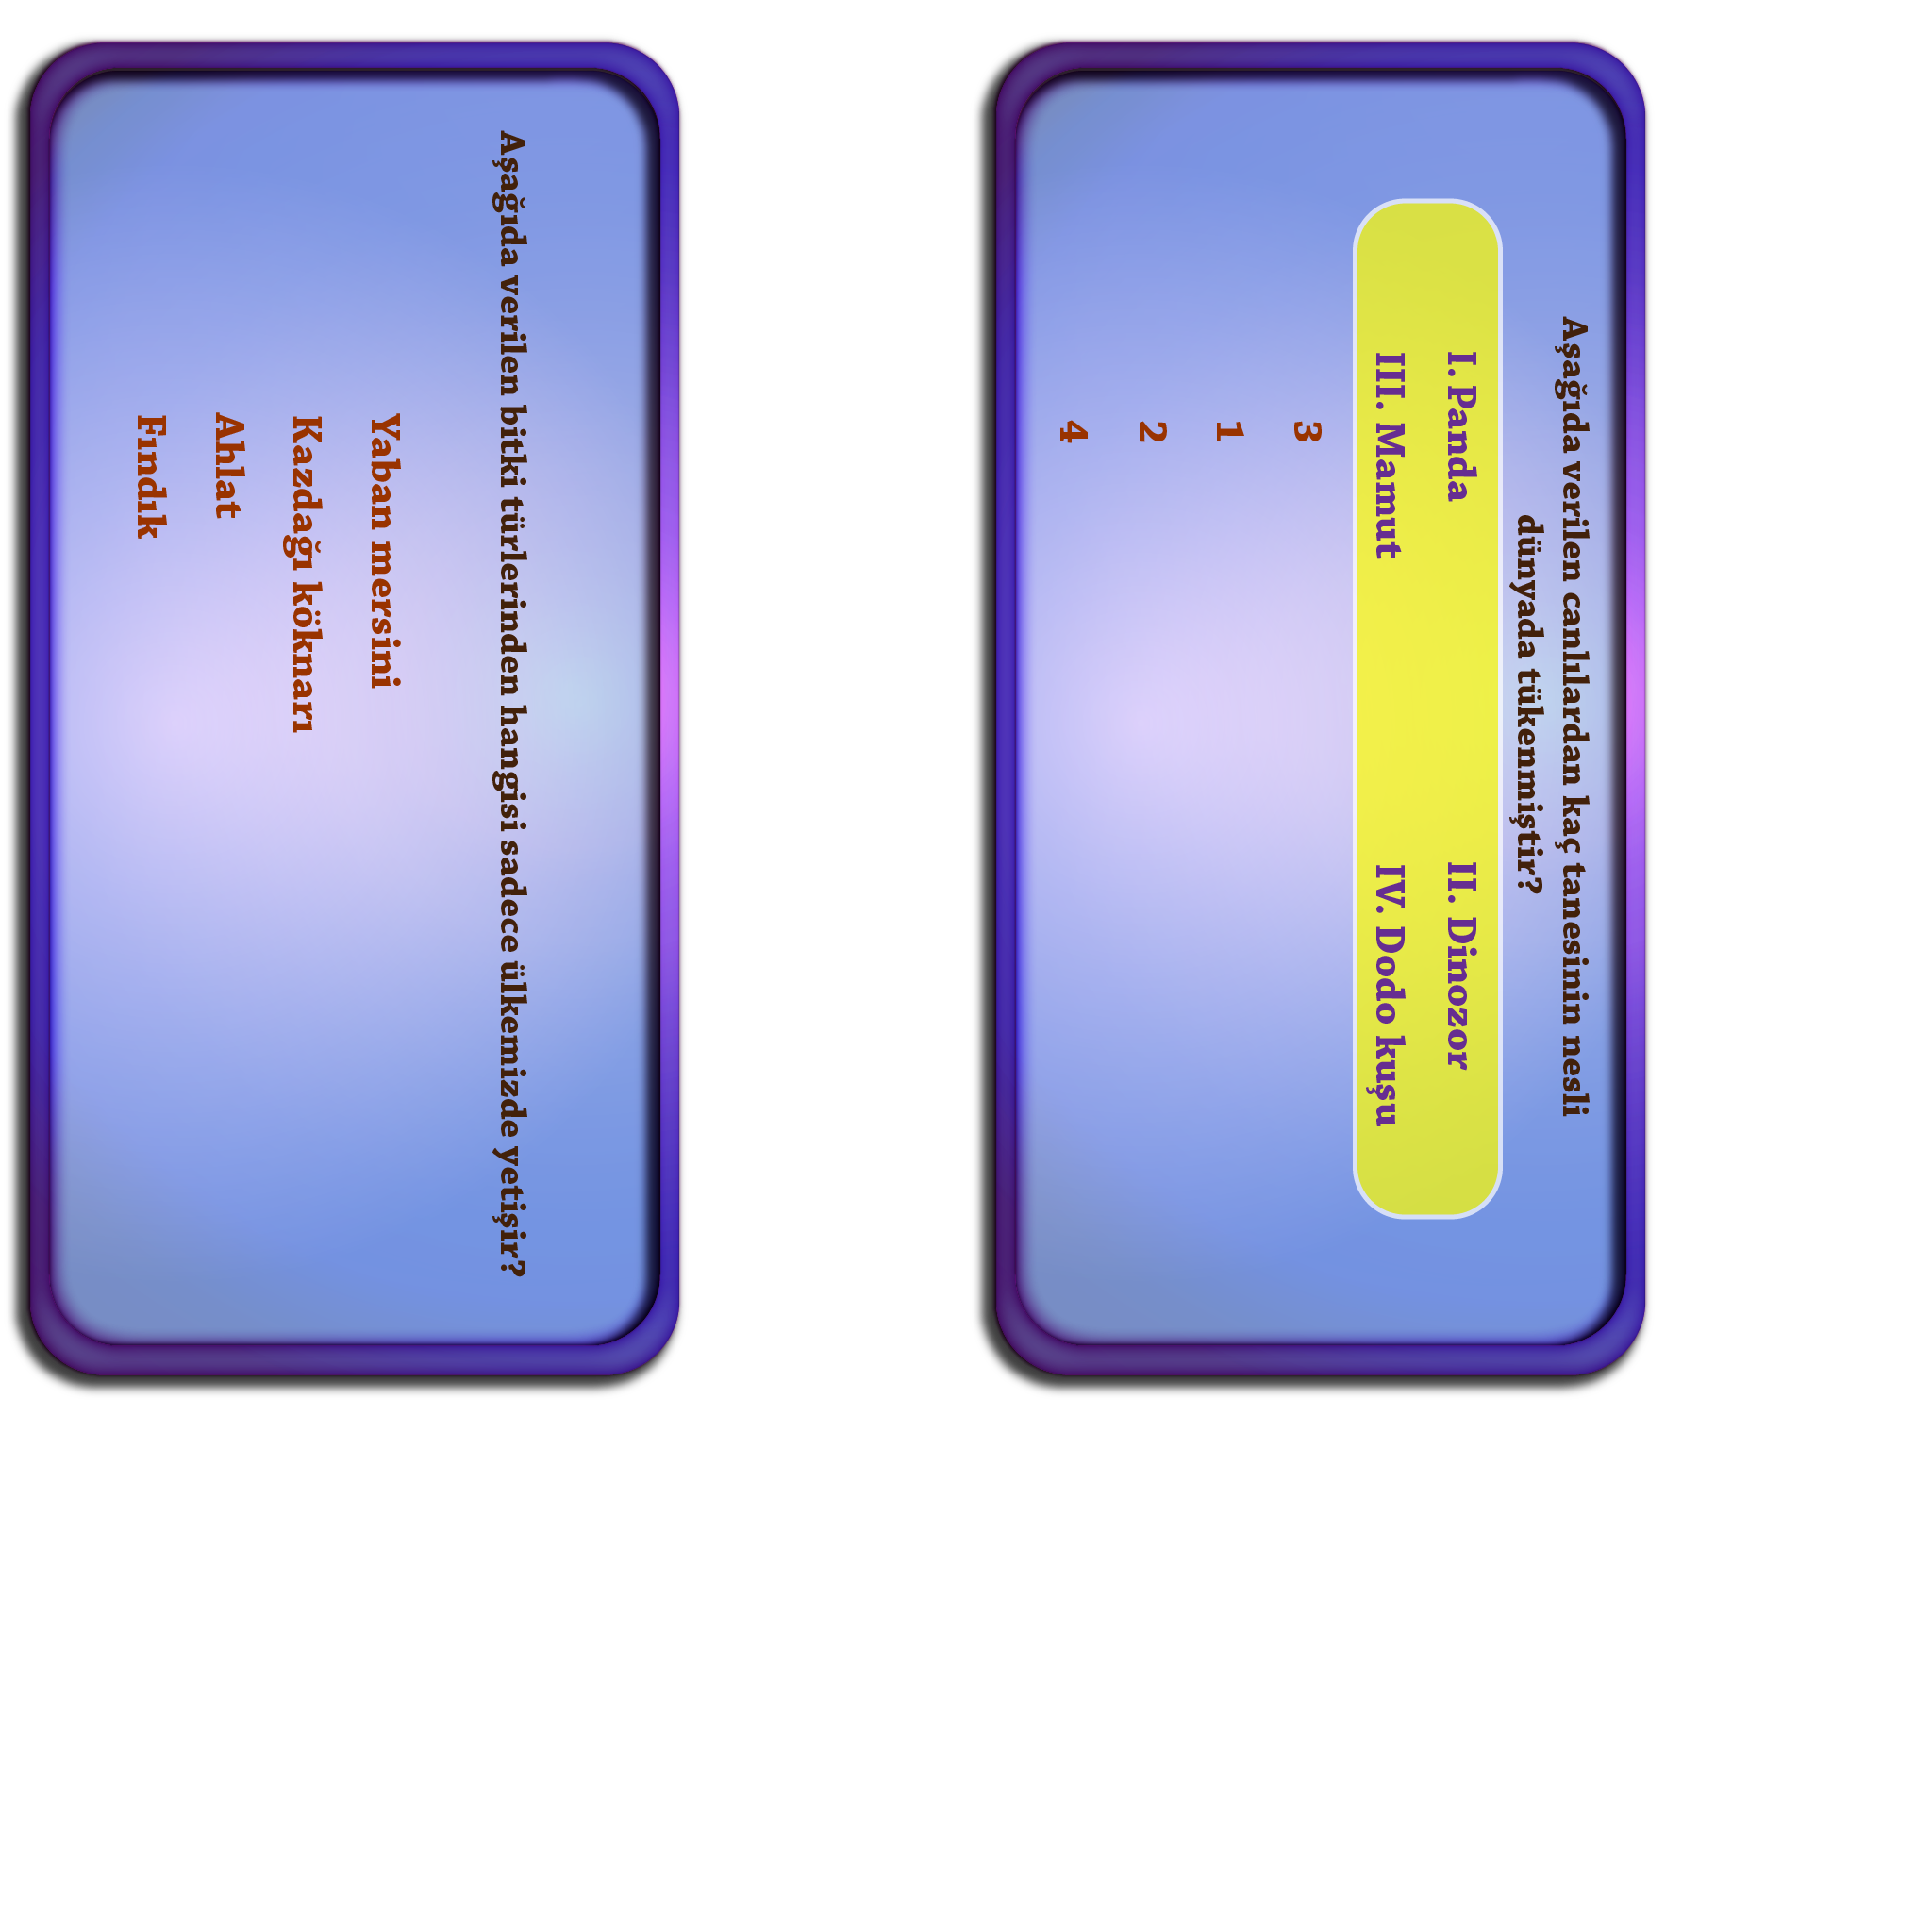 Aşağıda verilen canlılardan kaç tanesinin nesli
dünyada tükenmiştir?
I. Panda II. Dinozor
III. Mamut IV. Dodo kuşu
3
1
2
4
Aşağıda verilen bitki türlerinden hangisi sadece ülkemizde yetişir?
Yaban mersini
Kazdağı köknarı
Ahlat
Fındık